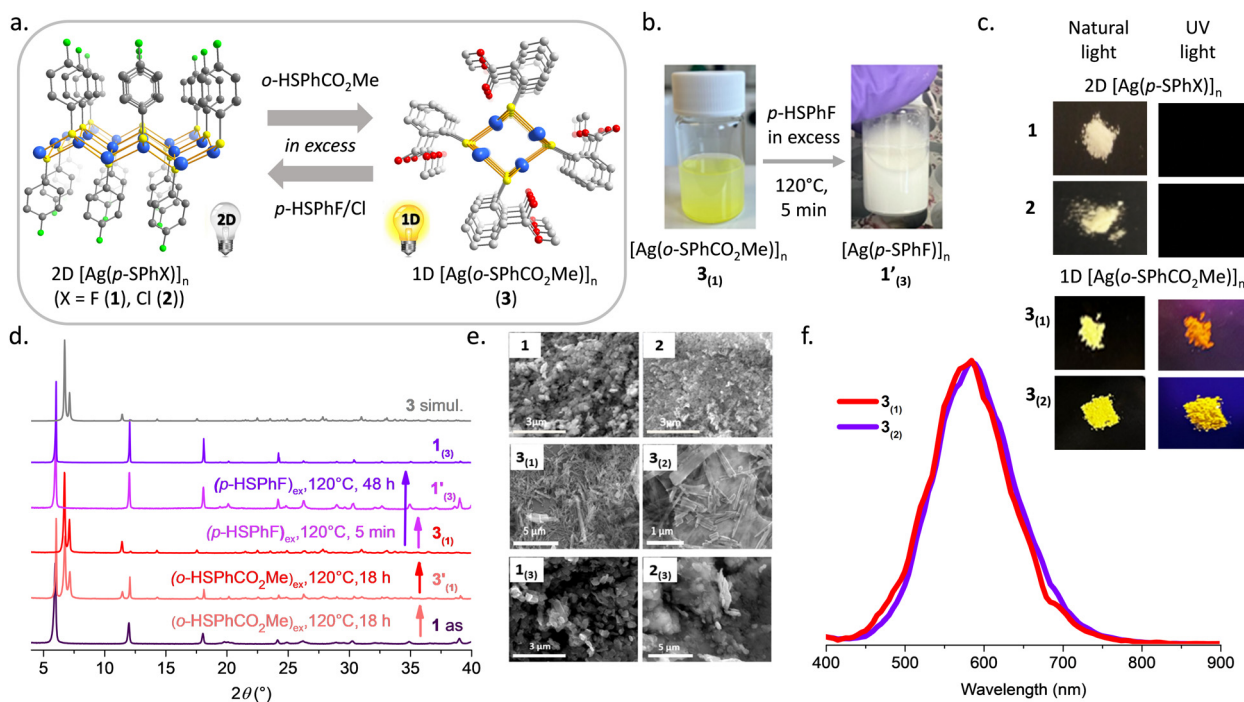 a.
o-HSPhCO₂Me
in excess
p-HSPhF/Cl
2D
1D
2D [Ag(p-SPhX)]ₙ
(X = F (1), Cl (2))
1D [Ag(o-SPhCO₂Me)]ₙ
(3)
b.
p-HSPhF
in excess
120°C,
5 min
[Ag(o-SPhCO₂Me)]ₙ
3₍₁₎
[Ag(p-SPhF)]ₙ
1'₍₃₎
c.
Natural light
UV light
2D [Ag(p-SPhX)]ₙ
1
2
1D [Ag(o-SPhCO₂Me)]ₙ
3₍₁₎
3₍₂₎
d.
3 simul.
1₍₃₎
(p-HSPhF)ₑₓ,120°C, 48 h
1'₍₃₎
(p-HSPhF)ₑₓ,120°C, 5 min
3₍₁₎
(o-HSPhCO₂Me)ₑₓ,120°C,18 h
3'₍₁₎
(o-HSPhCO₂Me)ₑₓ,120°C,18 h
1 as
5 10 15 20 25 30 35 40
2θ (°)
e.
1
3µm
2
3µm
3₍₁₎
5 µm
3₍₂₎
1 µm
1₍₃₎
3 µm
2₍₃₎
5 µm
f.
3₍₁₎
3₍₂₎
400 500 600 700 800 900
Wavelength (nm)